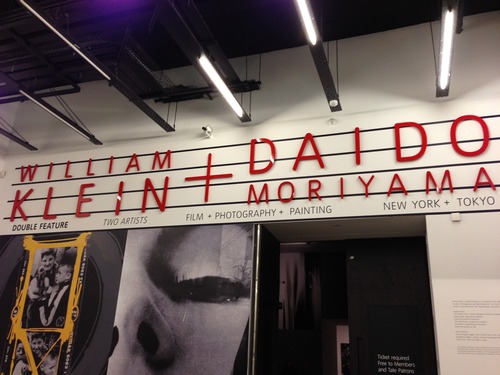 WILLIAM KLEIN + DAIDO MORIYAMA
DOUBLE FEATURE TWO ARTISTS FILM + PHOTOGRAPHY + PAINTING NEW YORK + TOKYO
Ticket required
Free to Members
and Tate Patrons